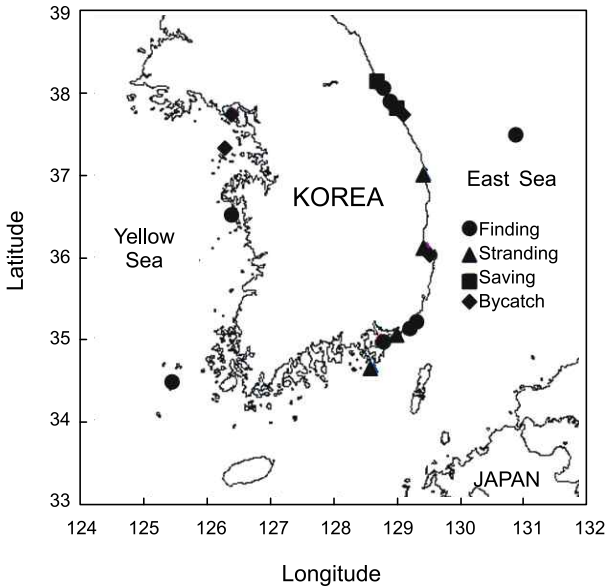 39
38
37
36
35
34
33
Latitude
KOREA
East Sea
Yellow
Sea
Finding
Stranding
Saving
Bycatch
JAPAN
124
125
126
127
128
129
130
131
132
Longitude